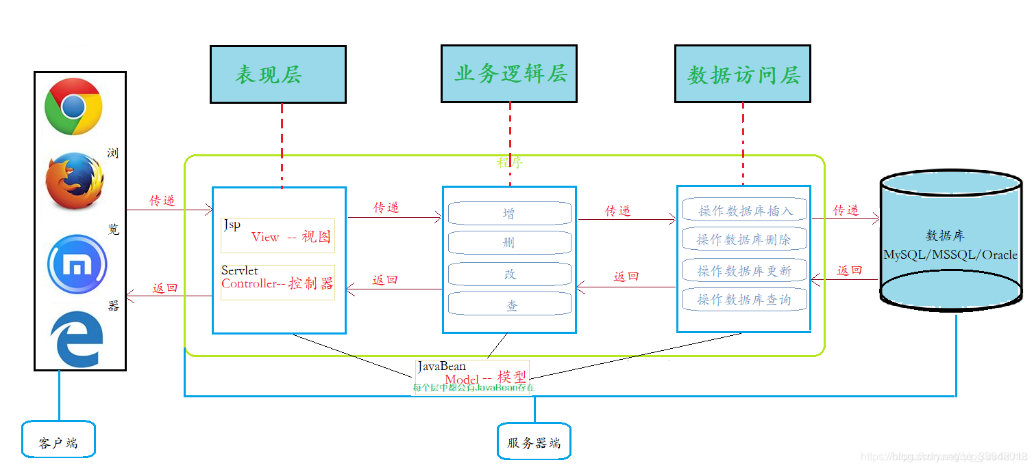 表现层
业务逻辑层
数据访问层
程序
浏
览
器
传递
返回
Jsp
View -- 视图
Servlet
Controller--控制器
传递
返回
增
删
改
查
传递
返回
操作数据库插入
操作数据库删除
操作数据库更新
操作数据库查询
传递
返回
数据库
MySQL/MSSQL/Oracle
JavaBean
Model -- 模型
每个层中都会有JavaBean存在
客户端
服务器端